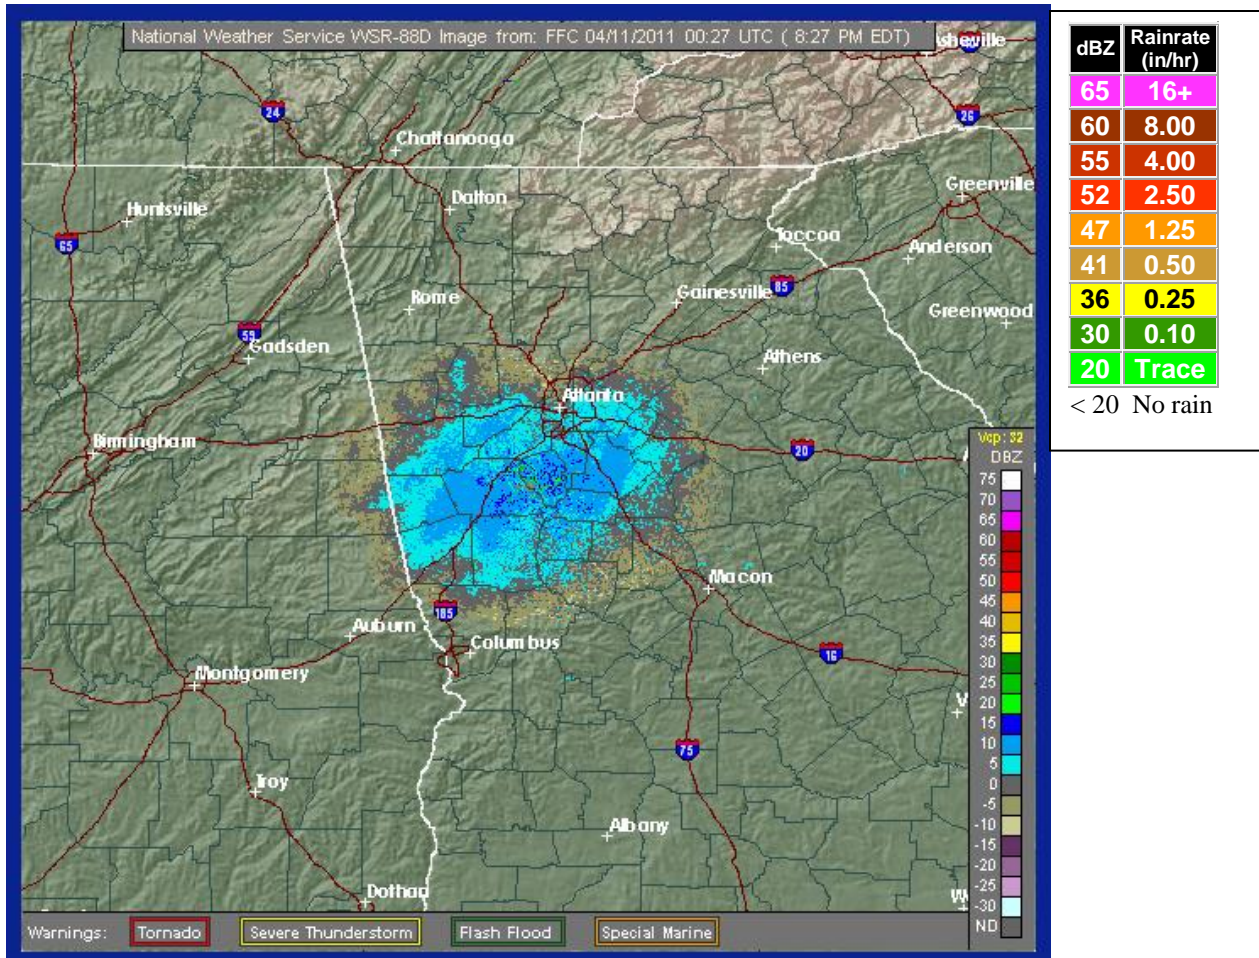 National Weather Service WSR-88D Image from: FFC 04/11/2011 00:27 UTC ( 8:27 PM EDT)
sheville
24
26
Chattanooga
Dalton
Greenville
Huntsville
65
Toccoa
Anderson
85
Rome
Gainesville
Greenwood
59
Gadsden
Athens
Atlanta
Birmingham
20
Macon
185
Auburn
Columbus
16
Montgomery
75
Troy
Albany
Dothan
V
W
Vcp: 32
DBZ
75
70
65
60
55
50
45
40
35
30
25
20
15
10
5
0
-5
-10
-15
-20
-25
-30
ND
Warnings: Tornado Severe Thunderstorm Flash Flood Special Marine
dBZ Rainrate
(in/hr)
65 16+
60 8.00
55 4.00
52 2.50
47 1.25
41 0.50
36 0.25
30 0.10
20 Trace
< 20 No rain